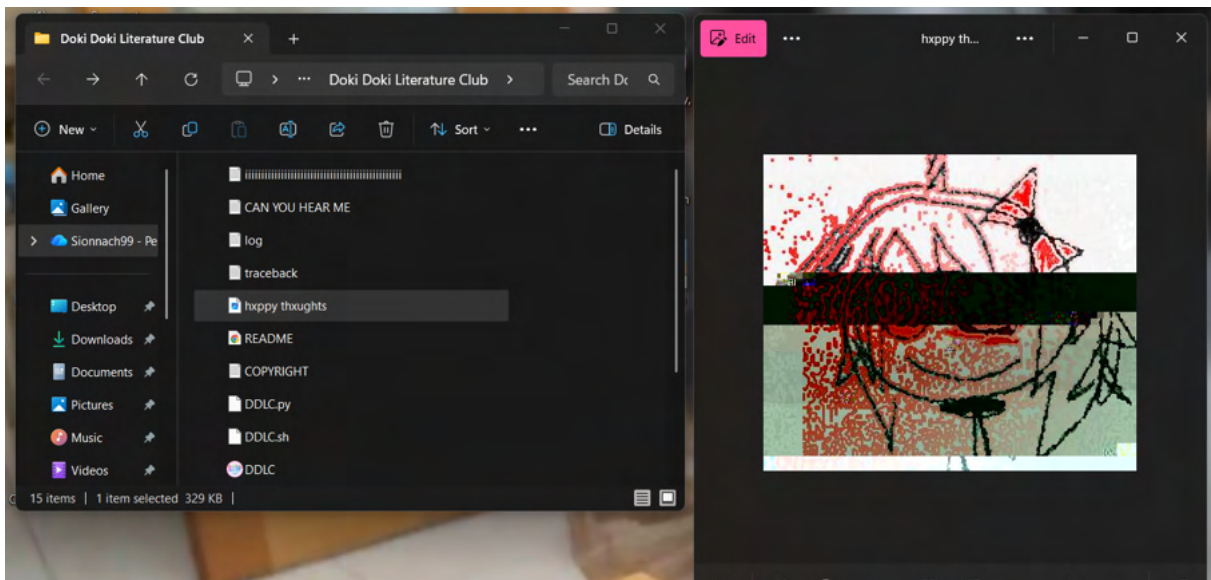 Doki Doki Literature Club
Doki Doki Literature Club
Search Dc
New
Sort
Details
Home
Gallery
Sionnach99 - Pe
Desktop
Downloads
Documents
Pictures
Music
Videos
iiiiiiiiiiiiiiiiiiiiiiiiiiiiiiiiiiiiiiiiiiiii
CAN YOU HEAR ME
log
traceback
hxppy thxughts
README
COPYRIGHT
DDLC.py
DDLC.sh
DDLC
15 items | 1 item selected 329 KB |
Edit
hxppy th...